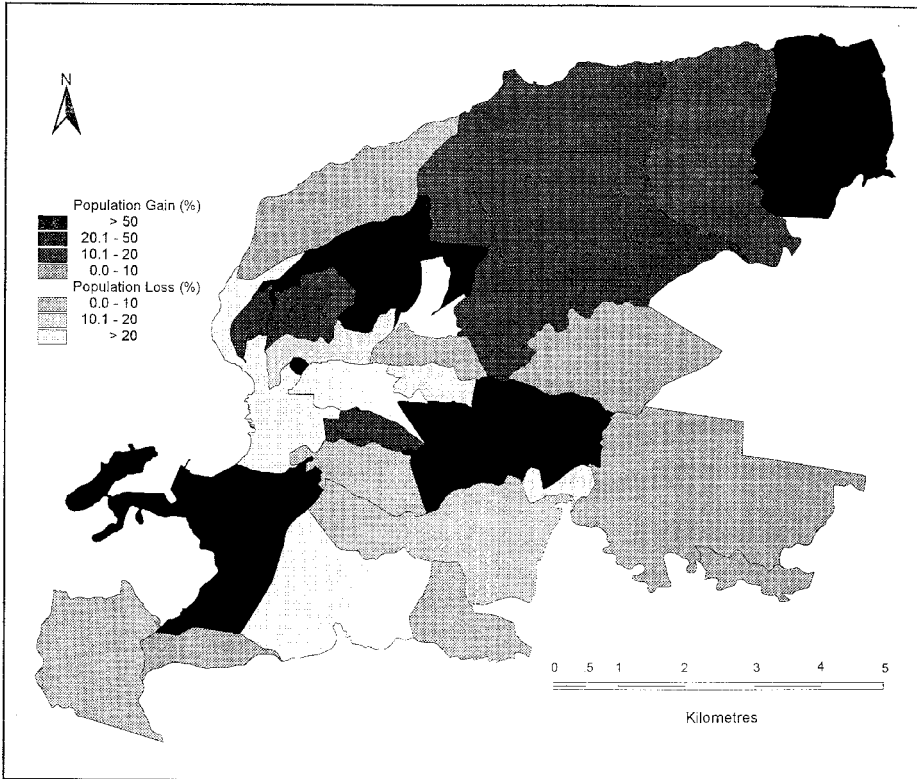 N
Population Gain (%)
> 50
20.1 - 50
10.1 - 20
0.0 - 10
Population Loss (%)
0.0 - 10
10.1 - 20
> 20
0 .5 1 2 3 4 5
Kilometres